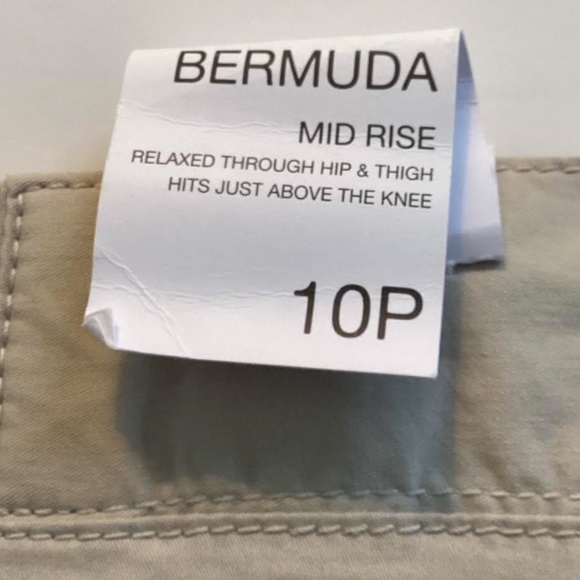 BERMUDA
MID RISE
RELAXED THROUGH HIP & THIGH
HITS JUST ABOVE THE KNEE
10P